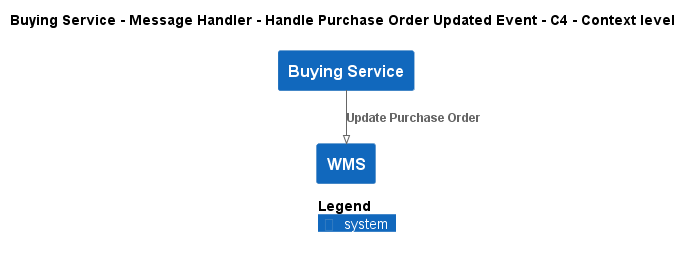 Buying Service - Message Handler - Handle Purchase Order Updated Event - C4 - Context level
Buying Service
Update Purchase Order
WMS
Legend
system